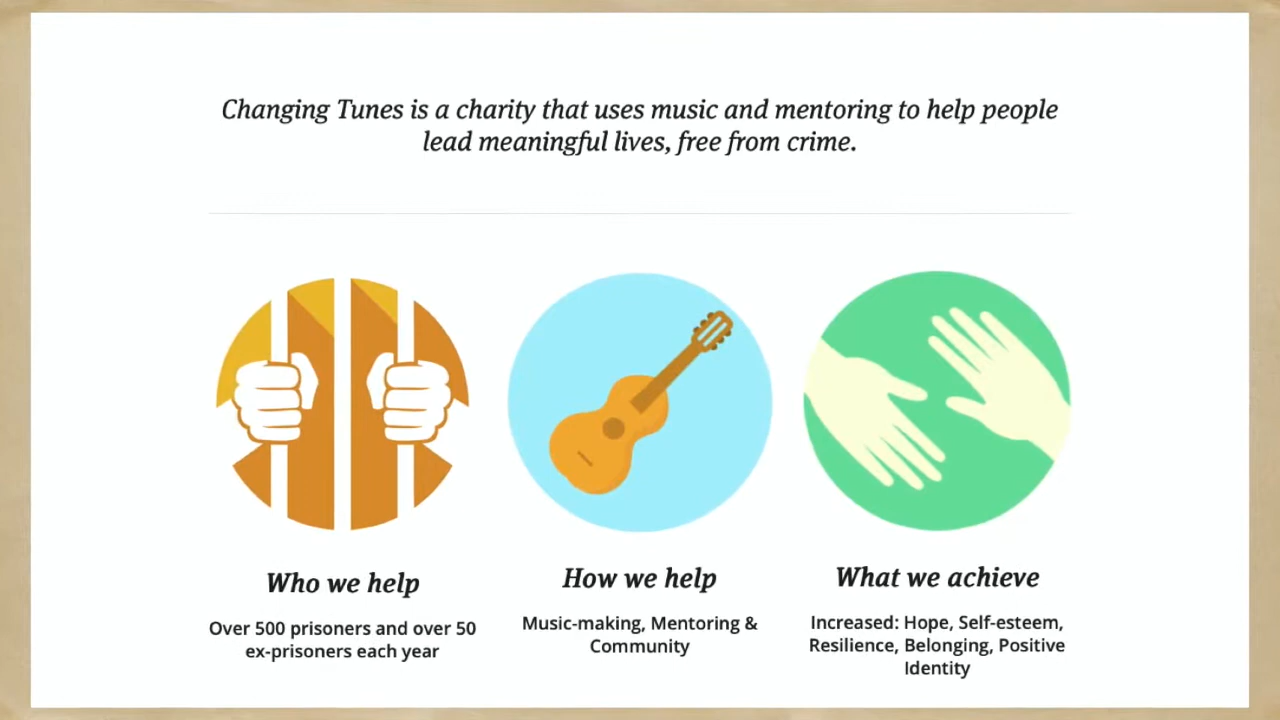 Changing Tunes is a charity that uses music and mentoring to help people
lead meaningful lives, free from crime.
Who we help
Over 500 prisoners and over 50
ex-prisoners each year
How we help
Music-making, Mentoring &
Community
What we achieve
Increased: Hope, Self-esteem,
Resilience, Belonging, Positive
Identity